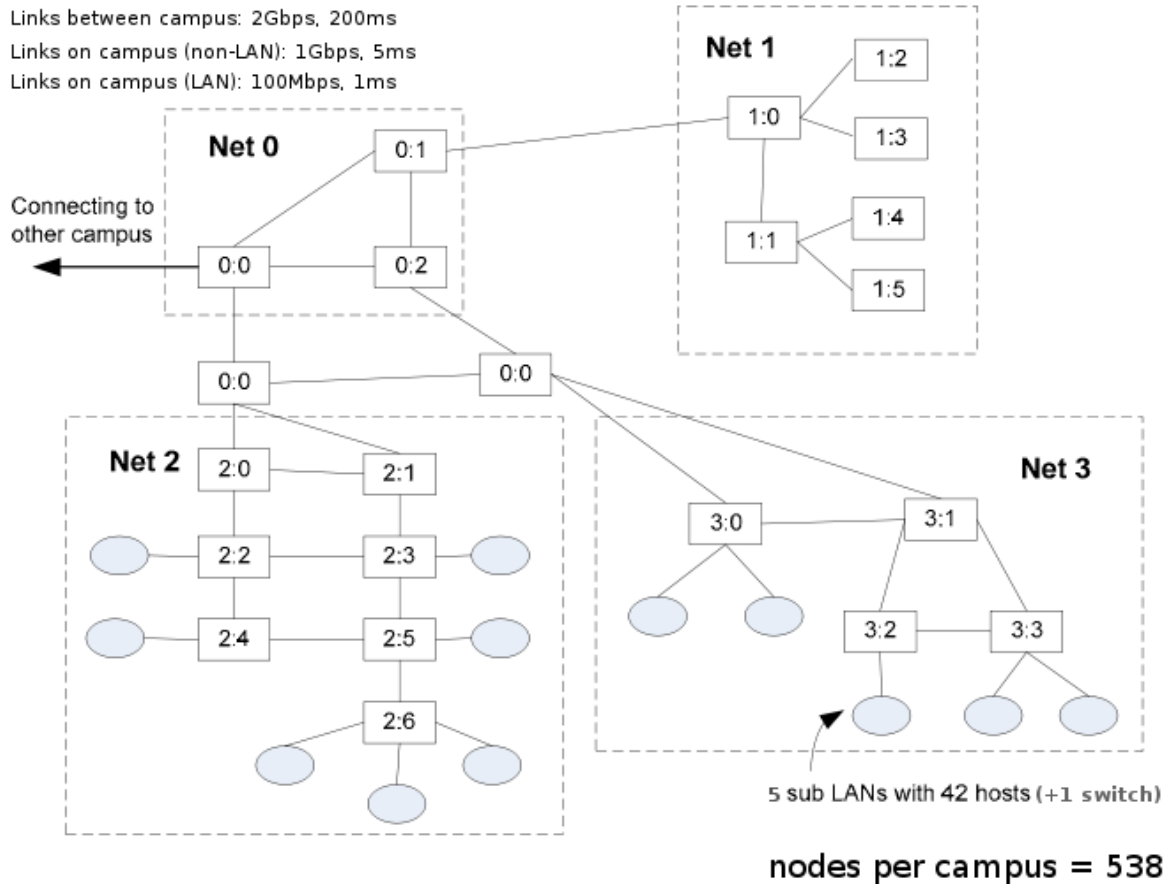 Links between campus: 2Gbps, 200ms
Links on campus (non-LAN): 1Gbps, 5ms
Links on campus (LAN): 100Mbps, 1ms
Net 0
0:1
Connecting to
other campus
0:0
0:2
Net 1
1:0
1:2
1:3
1:1
1:4
1:5
0:0
0:0
Net 2
2:0
2:1
2:2
2:3
2:4
2:5
2:6
Net 3
3:0
3:1
3:2
3:3
5 sub LANs with 42 hosts (+1 switch)
nodes per campus = 538